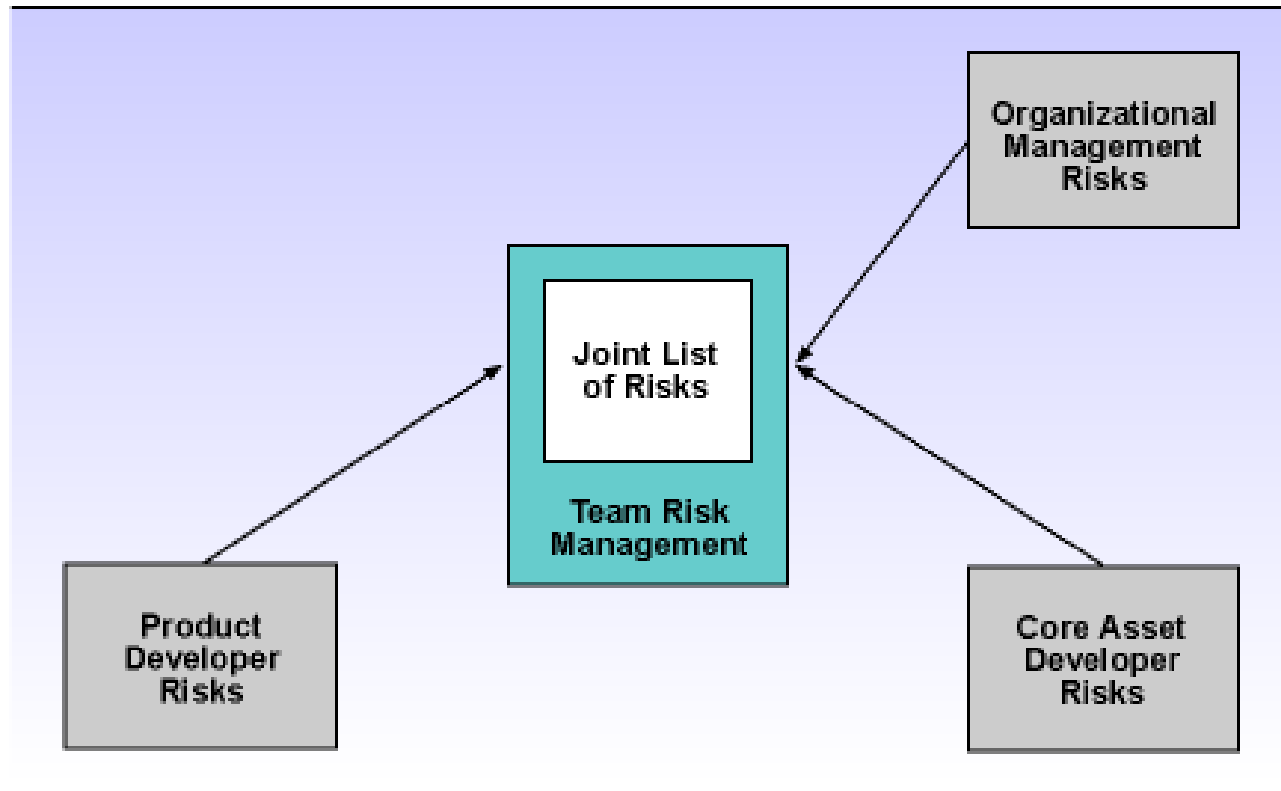 Organizational
Management
Risks
Joint List
of Risks
Team Risk
Management
Product
Developer
Risks
Core Asset
Developer
Risks